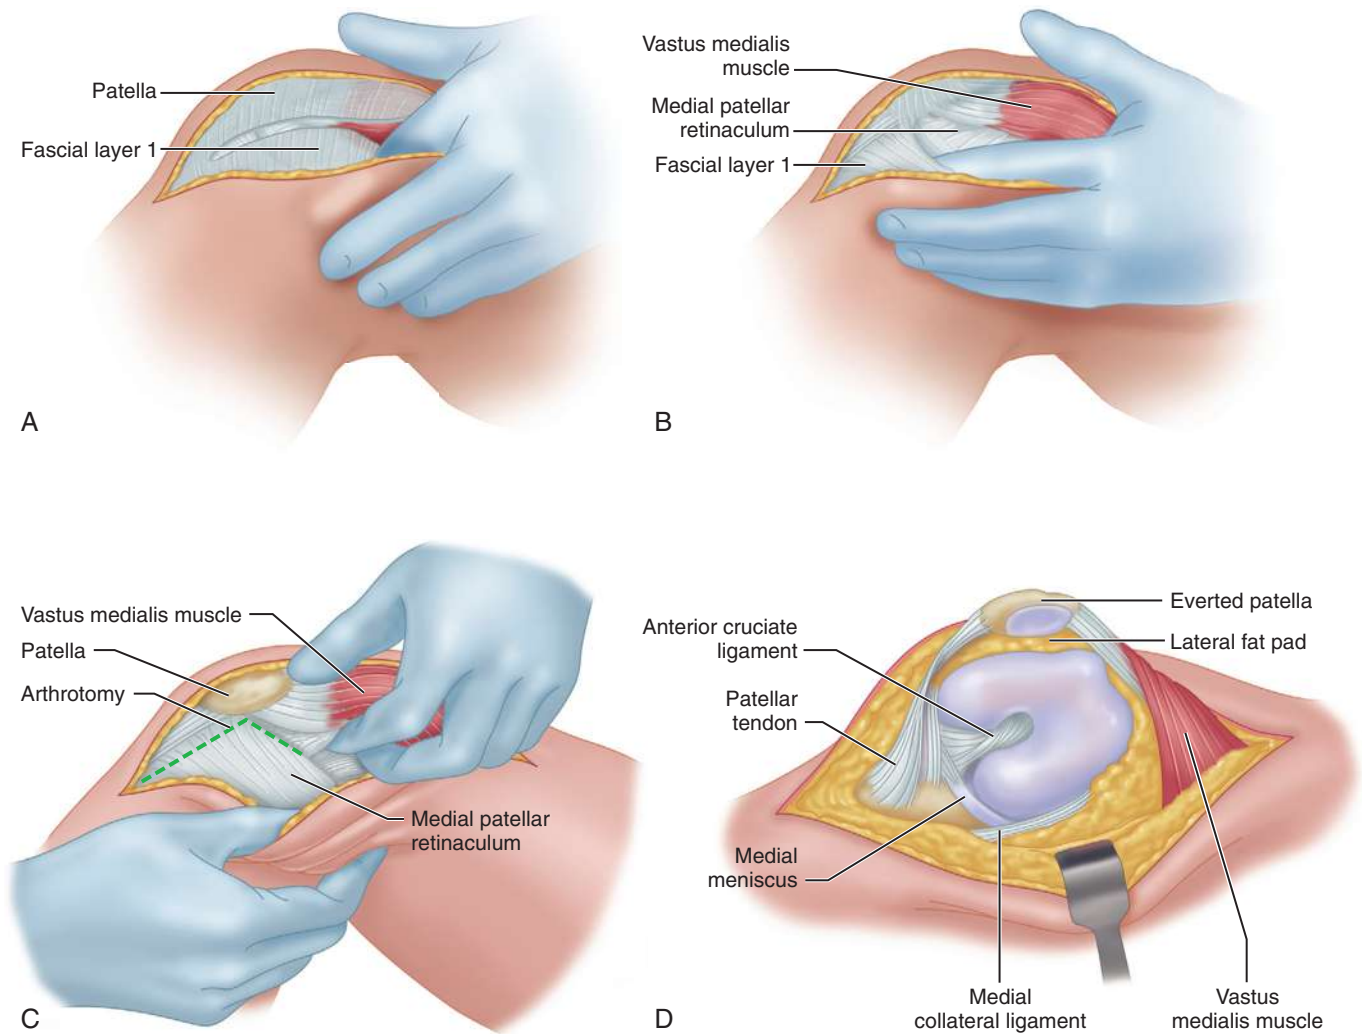 Patella
Fascial layer 1
A
Vastus medialis
muscle
Medial patellar
retinaculum
Fascial layer 1
B
Vastus medialis muscle
Patella
Arthrotomy
Medial patellar
retinaculum
C
Everted patella
Lateral fat pad
Anterior cruciate
ligament
Patellar
tendon
Medial
meniscus
Medial
collateral ligament
Vastus
medialis muscle
D